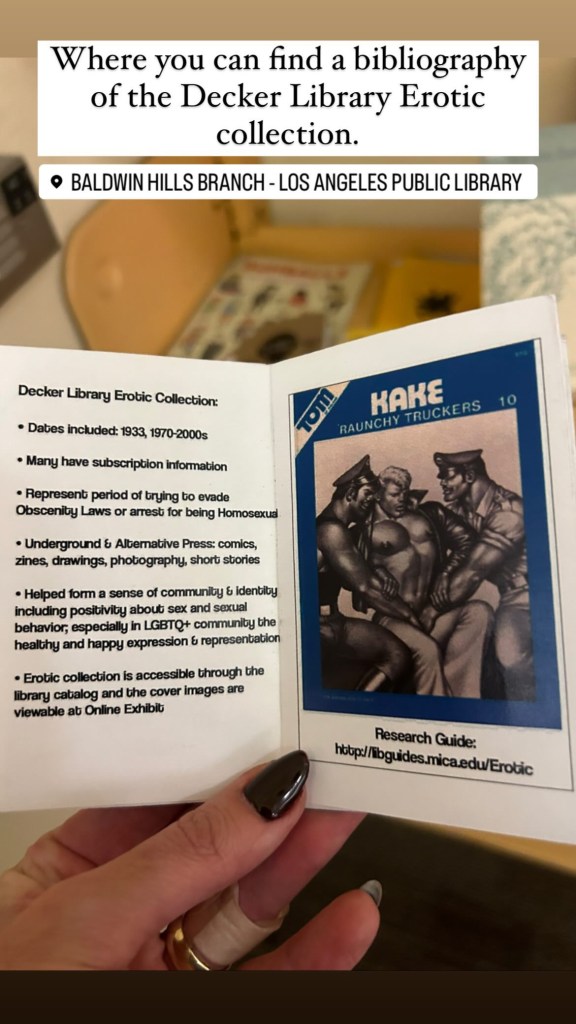 Where you can find a bibliography
of the Decker Library Erotic
collection.
BALDWIN HILLS BRANCH - LOS ANGELES PUBLIC LIBRARY
Decker Library Erotic Collection:
• Dates included: 1933, 1970-2000s
• Many have subscription information
• Represent period of trying to evade
Obscenity Laws or arrest for being Homosexual
• Underground & Alternative Press: comics,
zines, drawings, photography, short stories
• Helped form a sense of community & identity
including positivity about sex and sexual
behavior; especially in LGBTQ+ community the
healthy and happy expression & representation
• Erotic collection is accessible through the
library catalog and the cover images are
viewable at Online Exhibit
TOM
KAKE
RAUNCHY TRUCKERS 10
Research Guide:
http://libguides.mica.edu/Erotic